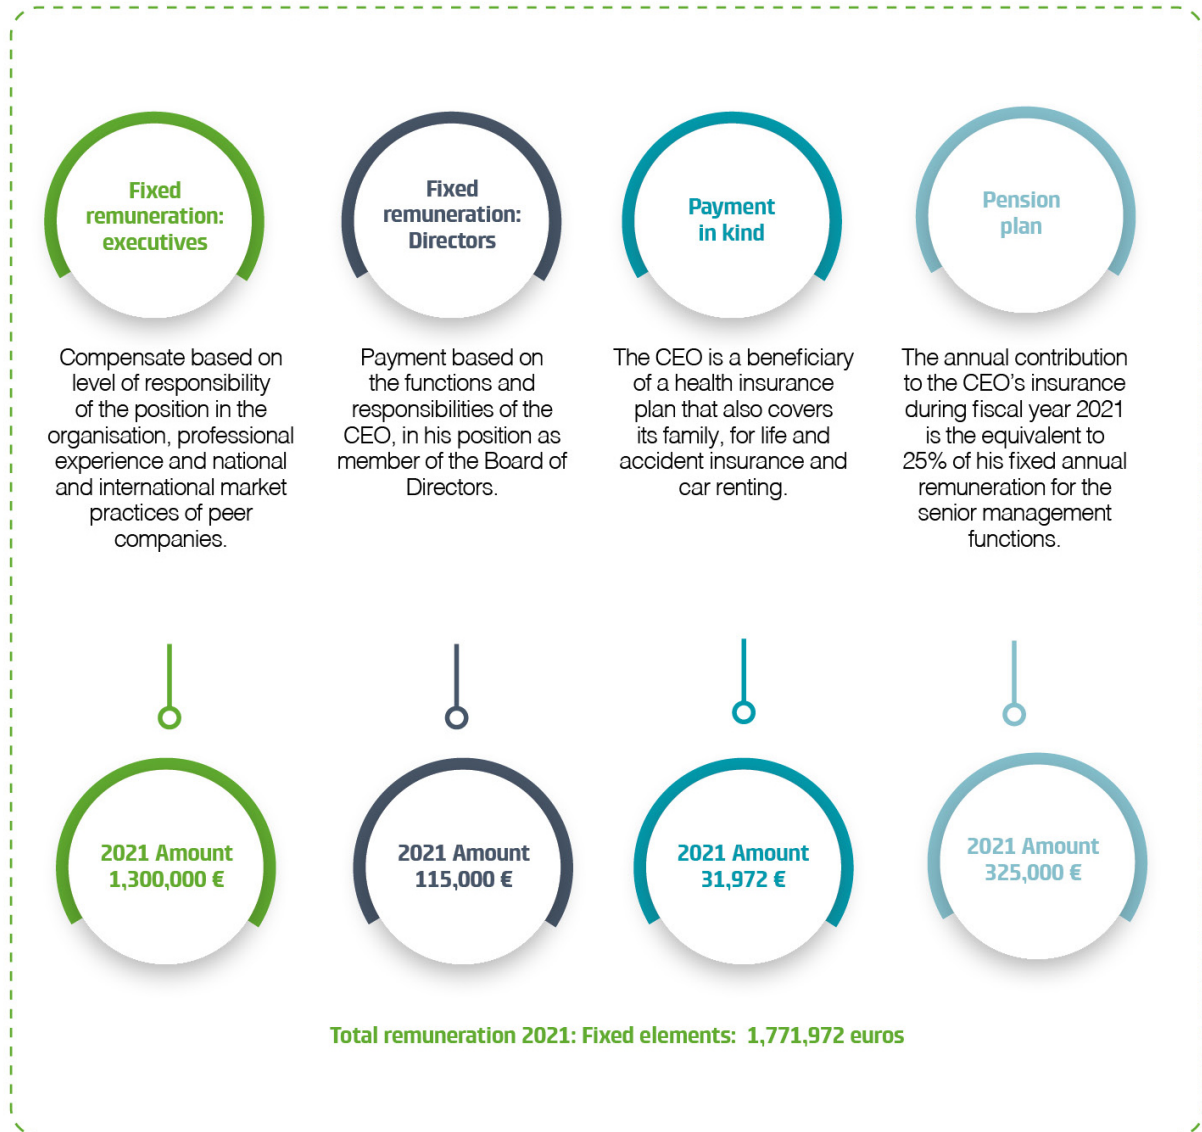 Fixed
remuneration:
executives
Fixed
remuneration:
Directors
Payment
in kind
Pension
plan
Compensate based on
level of responsibility
of the position in the
organisation, professional
experience and national
and international market
practices of peer
companies.
Payment based on
the functions and
responsibilities of the
CEO, in his position as
member of the Board of
Directors.
The CEO is a beneficiary
of a health insurance
plan that also covers
its family, for life and
accident insurance and
car renting.
The annual contribution
to the CEO’s insurance
during fiscal year 2021
is the equivalent to
25% of his fixed annual
remuneration for the
senior management
functions.
2021 Amount
1,300,000 €
2021 Amount
115,000 €
2021 Amount
31,972 €
2021 Amount
325,000 €
Total remuneration 2021: Fixed elements: 1,771,972 euros